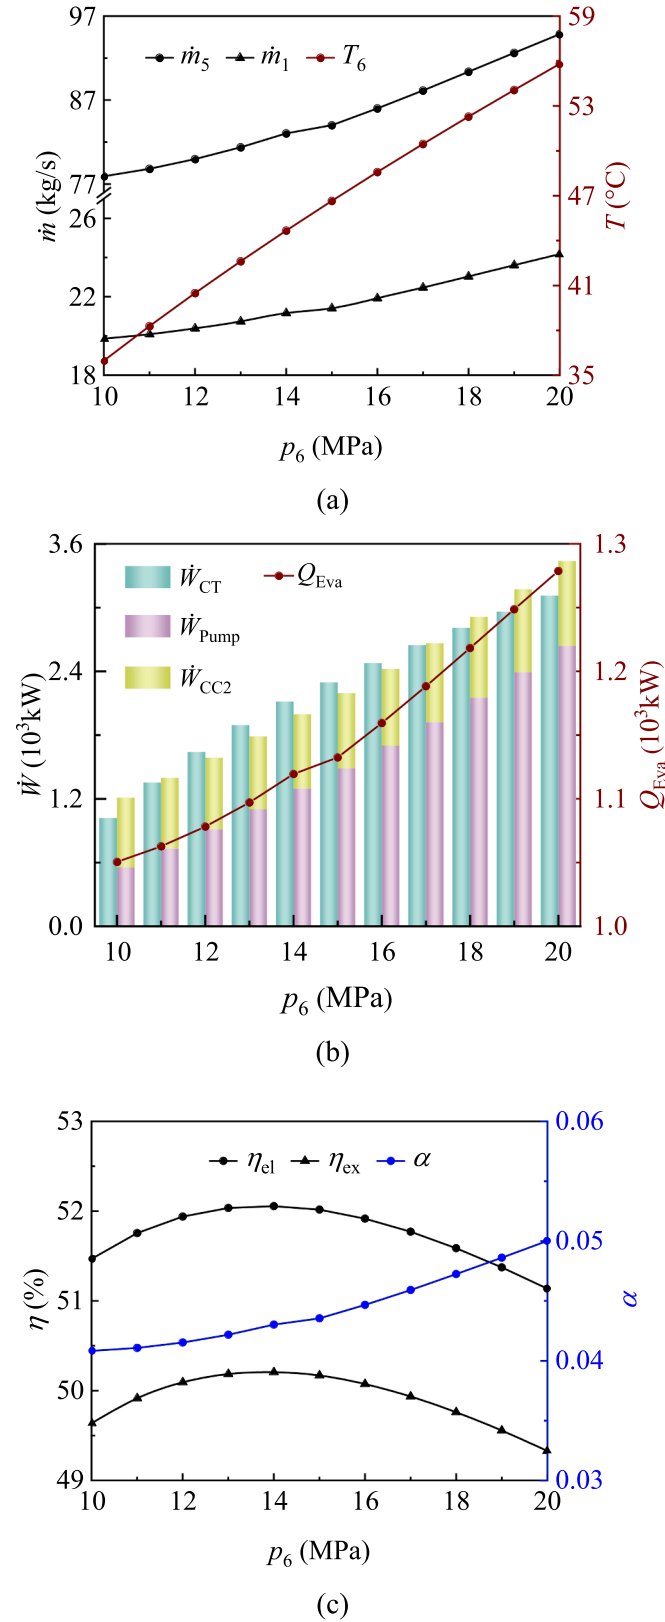 97
87
77
26
22
18
ṁ (kg/s)
ṁ5 ṁ1 T6
59
53
47
41
35
T (°C)
10 12 14 16 18 20
p6 (MPa)
(a)
3.6
2.4
1.2
0.0
Ẇ (10³kW)
ẆCT QEva
ẆPump
ẆCC2
1.3
1.2
1.1
1.0
QEva (10³kW)
10 12 14 16 18 20
p6 (MPa)
(b)
53
52
51
50
49
η (%)
ηel ηex α
0.06
0.05
0.04
0.03
α
10 12 14 16 18 20
p6 (MPa)
(c)